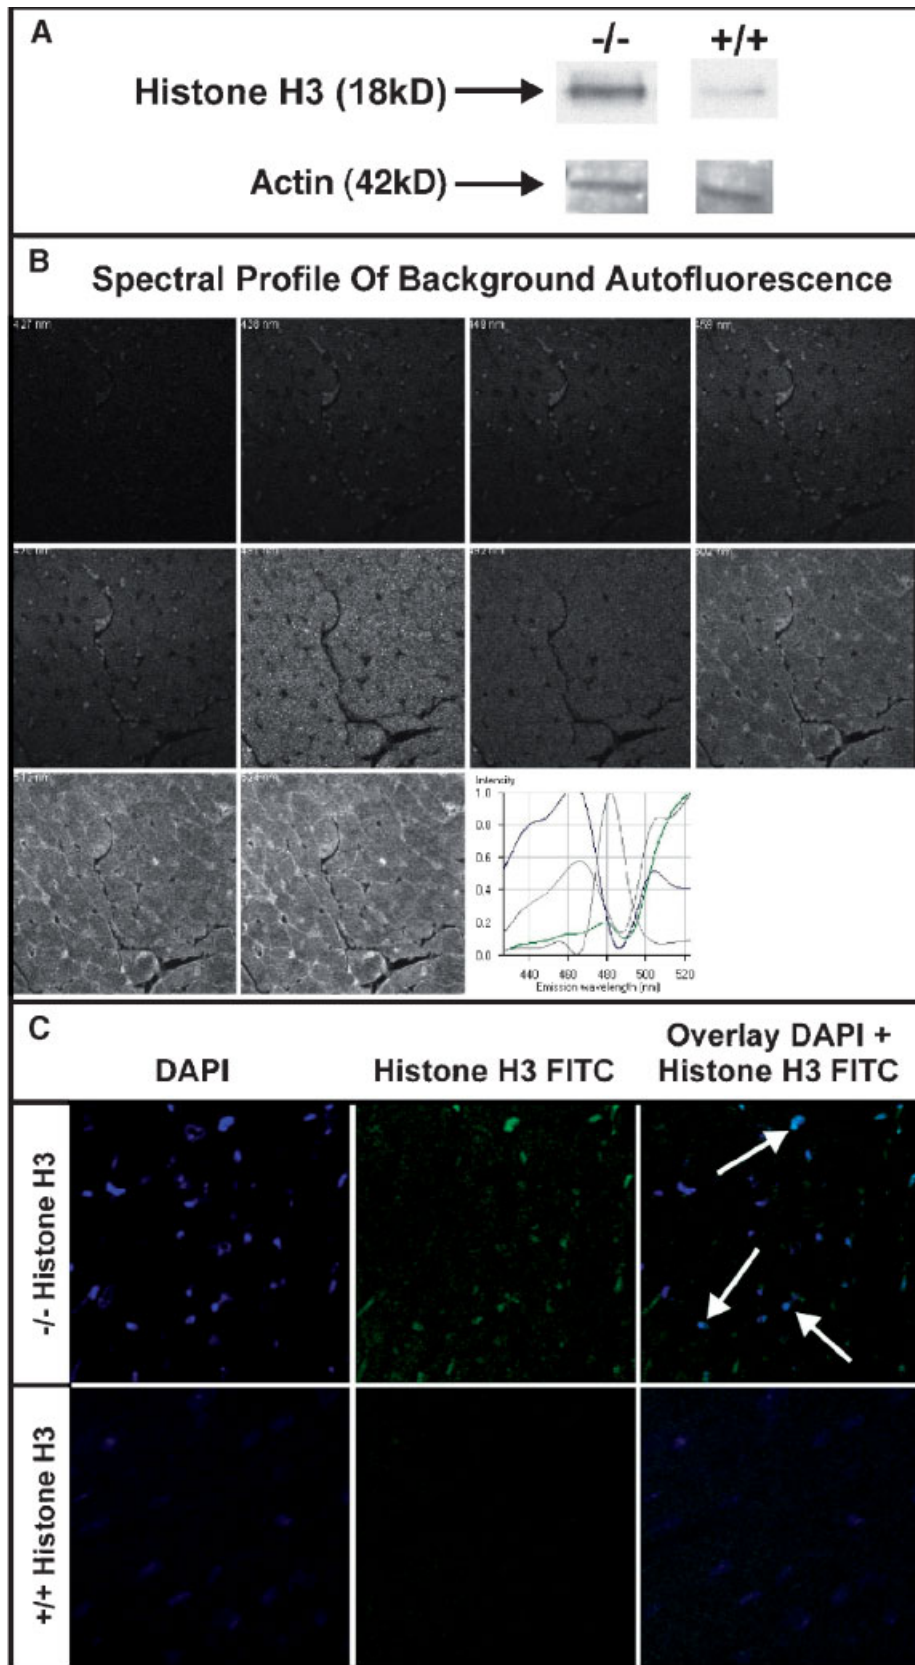 A
-/- +/+
Histone H3 (18kD)
Actin (42kD)
B
Spectral Profile Of Background Autofluorescence
427 nm
438 nm
448 nm
459 nm
Intensity
1.0
0.8
0.6
0.4
0.2
0.0
440 460 480 500 520
Emission wavelength [nm]
C
DAPI
Histone H3 FITC
Overlay DAPI +
Histone H3 FITC
-/- Histone H3
+/+ Histone H3